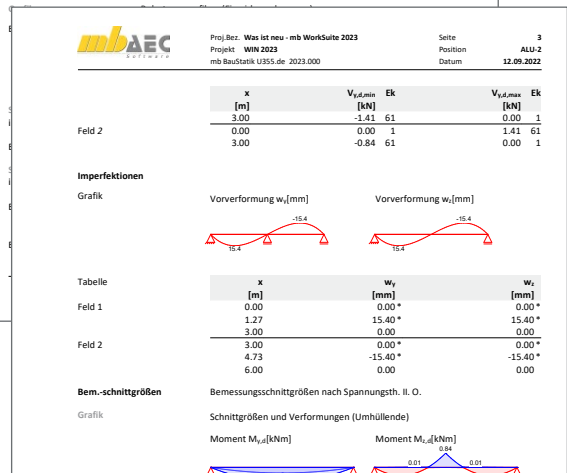 mb AEC
Software
Proj.Bez. Was ist neu - mb WorkSuite 2023 Seite 3
Projekt WIN 2023 Position ALU-2
mb BauStatik U355.de 2023.000 Datum 12.09.2022
x Vy,d,min Ek Vy,d,max Ek
[m] [kN] [kN]
3.00 -1.41 61 0.00 1
Feld 2 0.00 0.00 1 1.41 61
3.00 -0.84 61 0.00 1
Imperfektionen
Grafik Vorverformung wy[mm] Vorverformung wz[mm]
-15.4 -15.4
15.4 15.4
Tabelle x wy wz
[m] [mm] [mm]
Feld 1 0.00 0.00 * 0.00 *
1.27 15.40 * 15.40 *
3.00 0.00 0.00
Feld 2 3.00 0.00 * 0.00 *
4.73 -15.40 * -15.40 *
6.00 0.00 0.00
Bem.-schnittgrößen Bemessungsschnittgrößen nach Spannungsth. II. O.
Grafik Schnittgrößen und Verformungen (Umhüllende)
Moment My,d[kNm] Moment Mz,d[kNm]
0.84
0.01 0.01